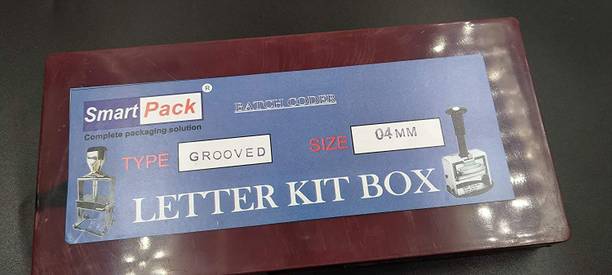 Smart Pack ®
Complete packaging solution
BATCH CODER
TYPE GROOVED
SIZE 04MM
LETTER KIT BOX